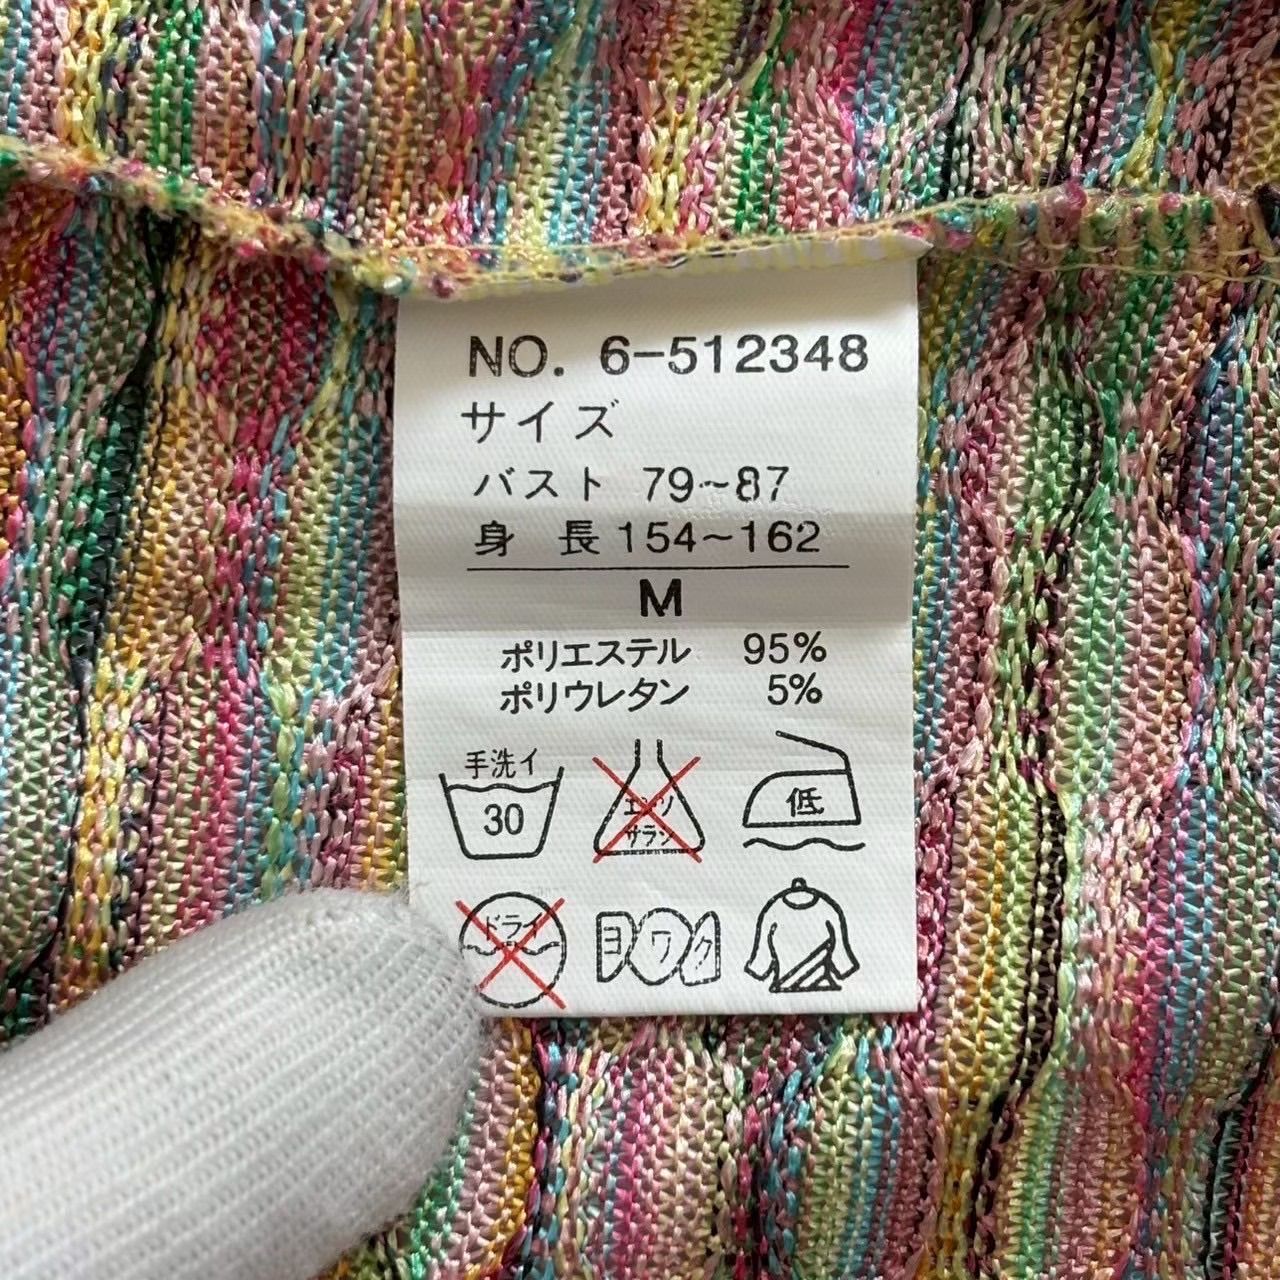 NO. 6-512348
サイズ
バスト 79~87
身 長 154~162
M
ポリエステル 95%
ポリウレタン 5%
手洗イ
30
エンソ
サラシ
低
ドライ
ヨワク